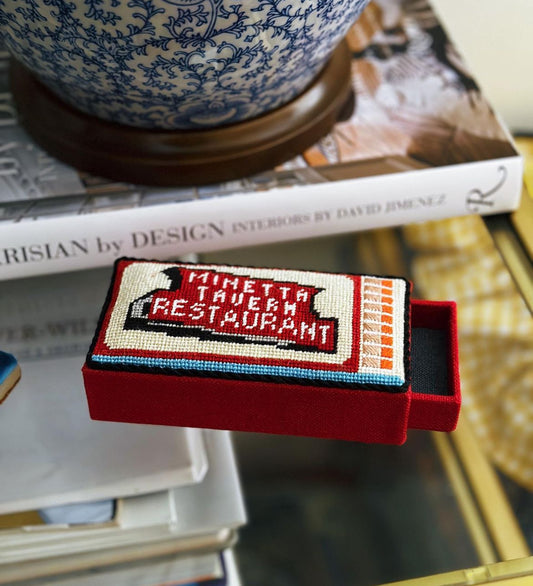 RISIAN by DESIGN INTERIORS BY DAVID JIMENEZ R
MINETTA
TAVERN
RESTAURANT